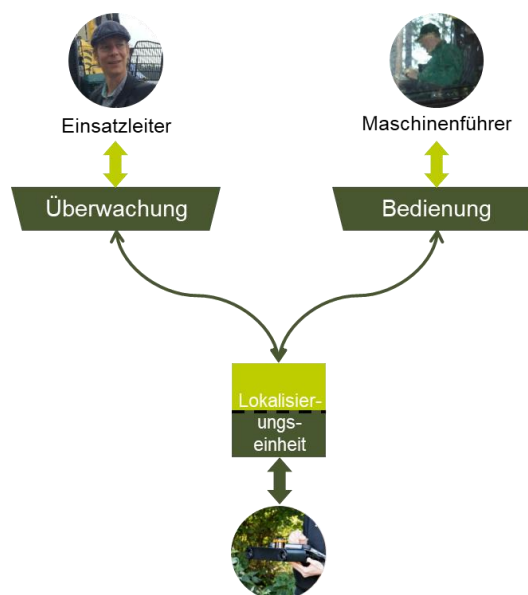 Einsatzleiter
Maschinenführer
Überwachung
Bedienung
Lokalisier-
ungs-
einheit